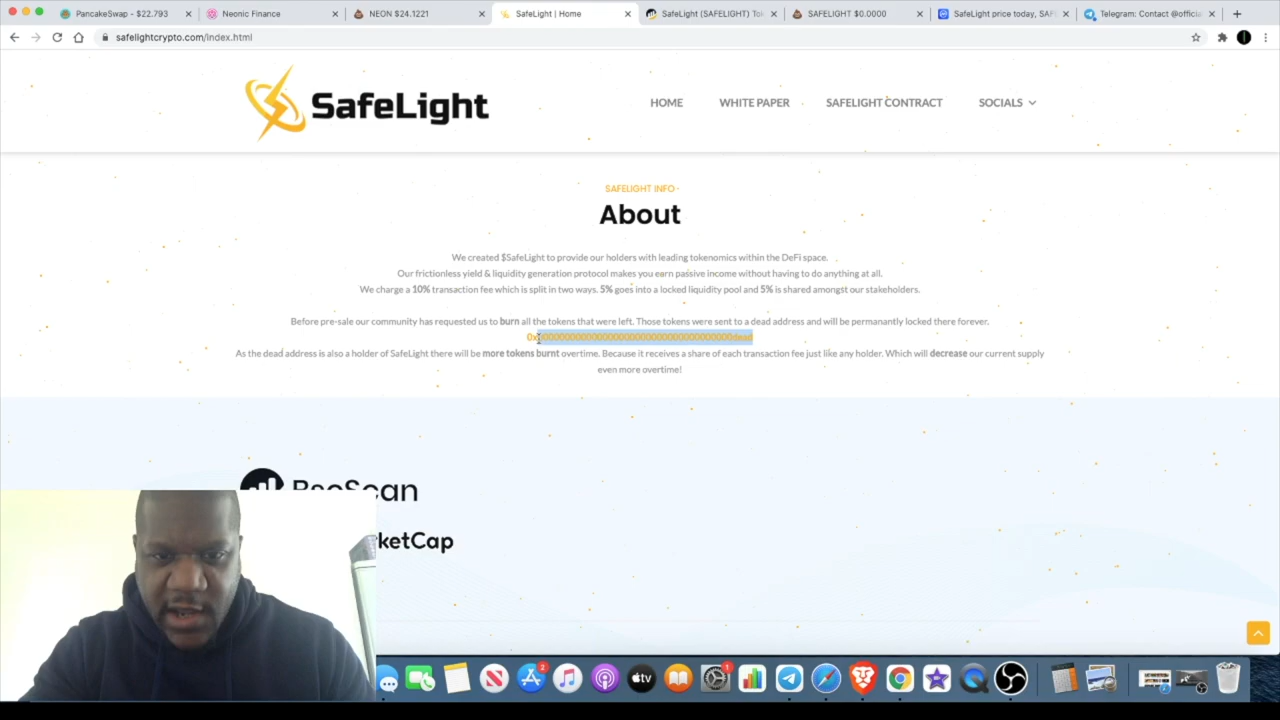 PancakeSwap - $22.793
Neonic Finance
NEON $24.1221
SafeLight | Home
SafeLight (SAFELIGHT) Tok
SAFELIGHT $0.0000
SafeLight price today, SAF
Telegram: Contact @officia
safelightcrypto.com/index.html
SafeLight
HOME
WHITE PAPER
SAFELIGHT CONTRACT
SOCIALS
SAFELIGHT INFO
About
We created $SafeLight to provide our holders with leading tokenomics within the DeFi space.
Our frictionless yield & liquidity generation protocol makes you earn passive income without having to do anything at all.
We charge a 10% transaction fee which is split in two ways. 5% goes into a locked liquidity pool and 5% is shared amongst our stakeholders.
Before pre-sale our community has requested us to burn all the tokens that were left. Those tokens were sent to a dead address and will be permanantly locked there forever.
As the dead address is also a holder of SafeLight there will be more tokens burnt overtime. Because it receives a share of each transaction fee just like any holder. Which will decrease our current supply
even more overtime!
BscScan
rketCap
2
tv
1